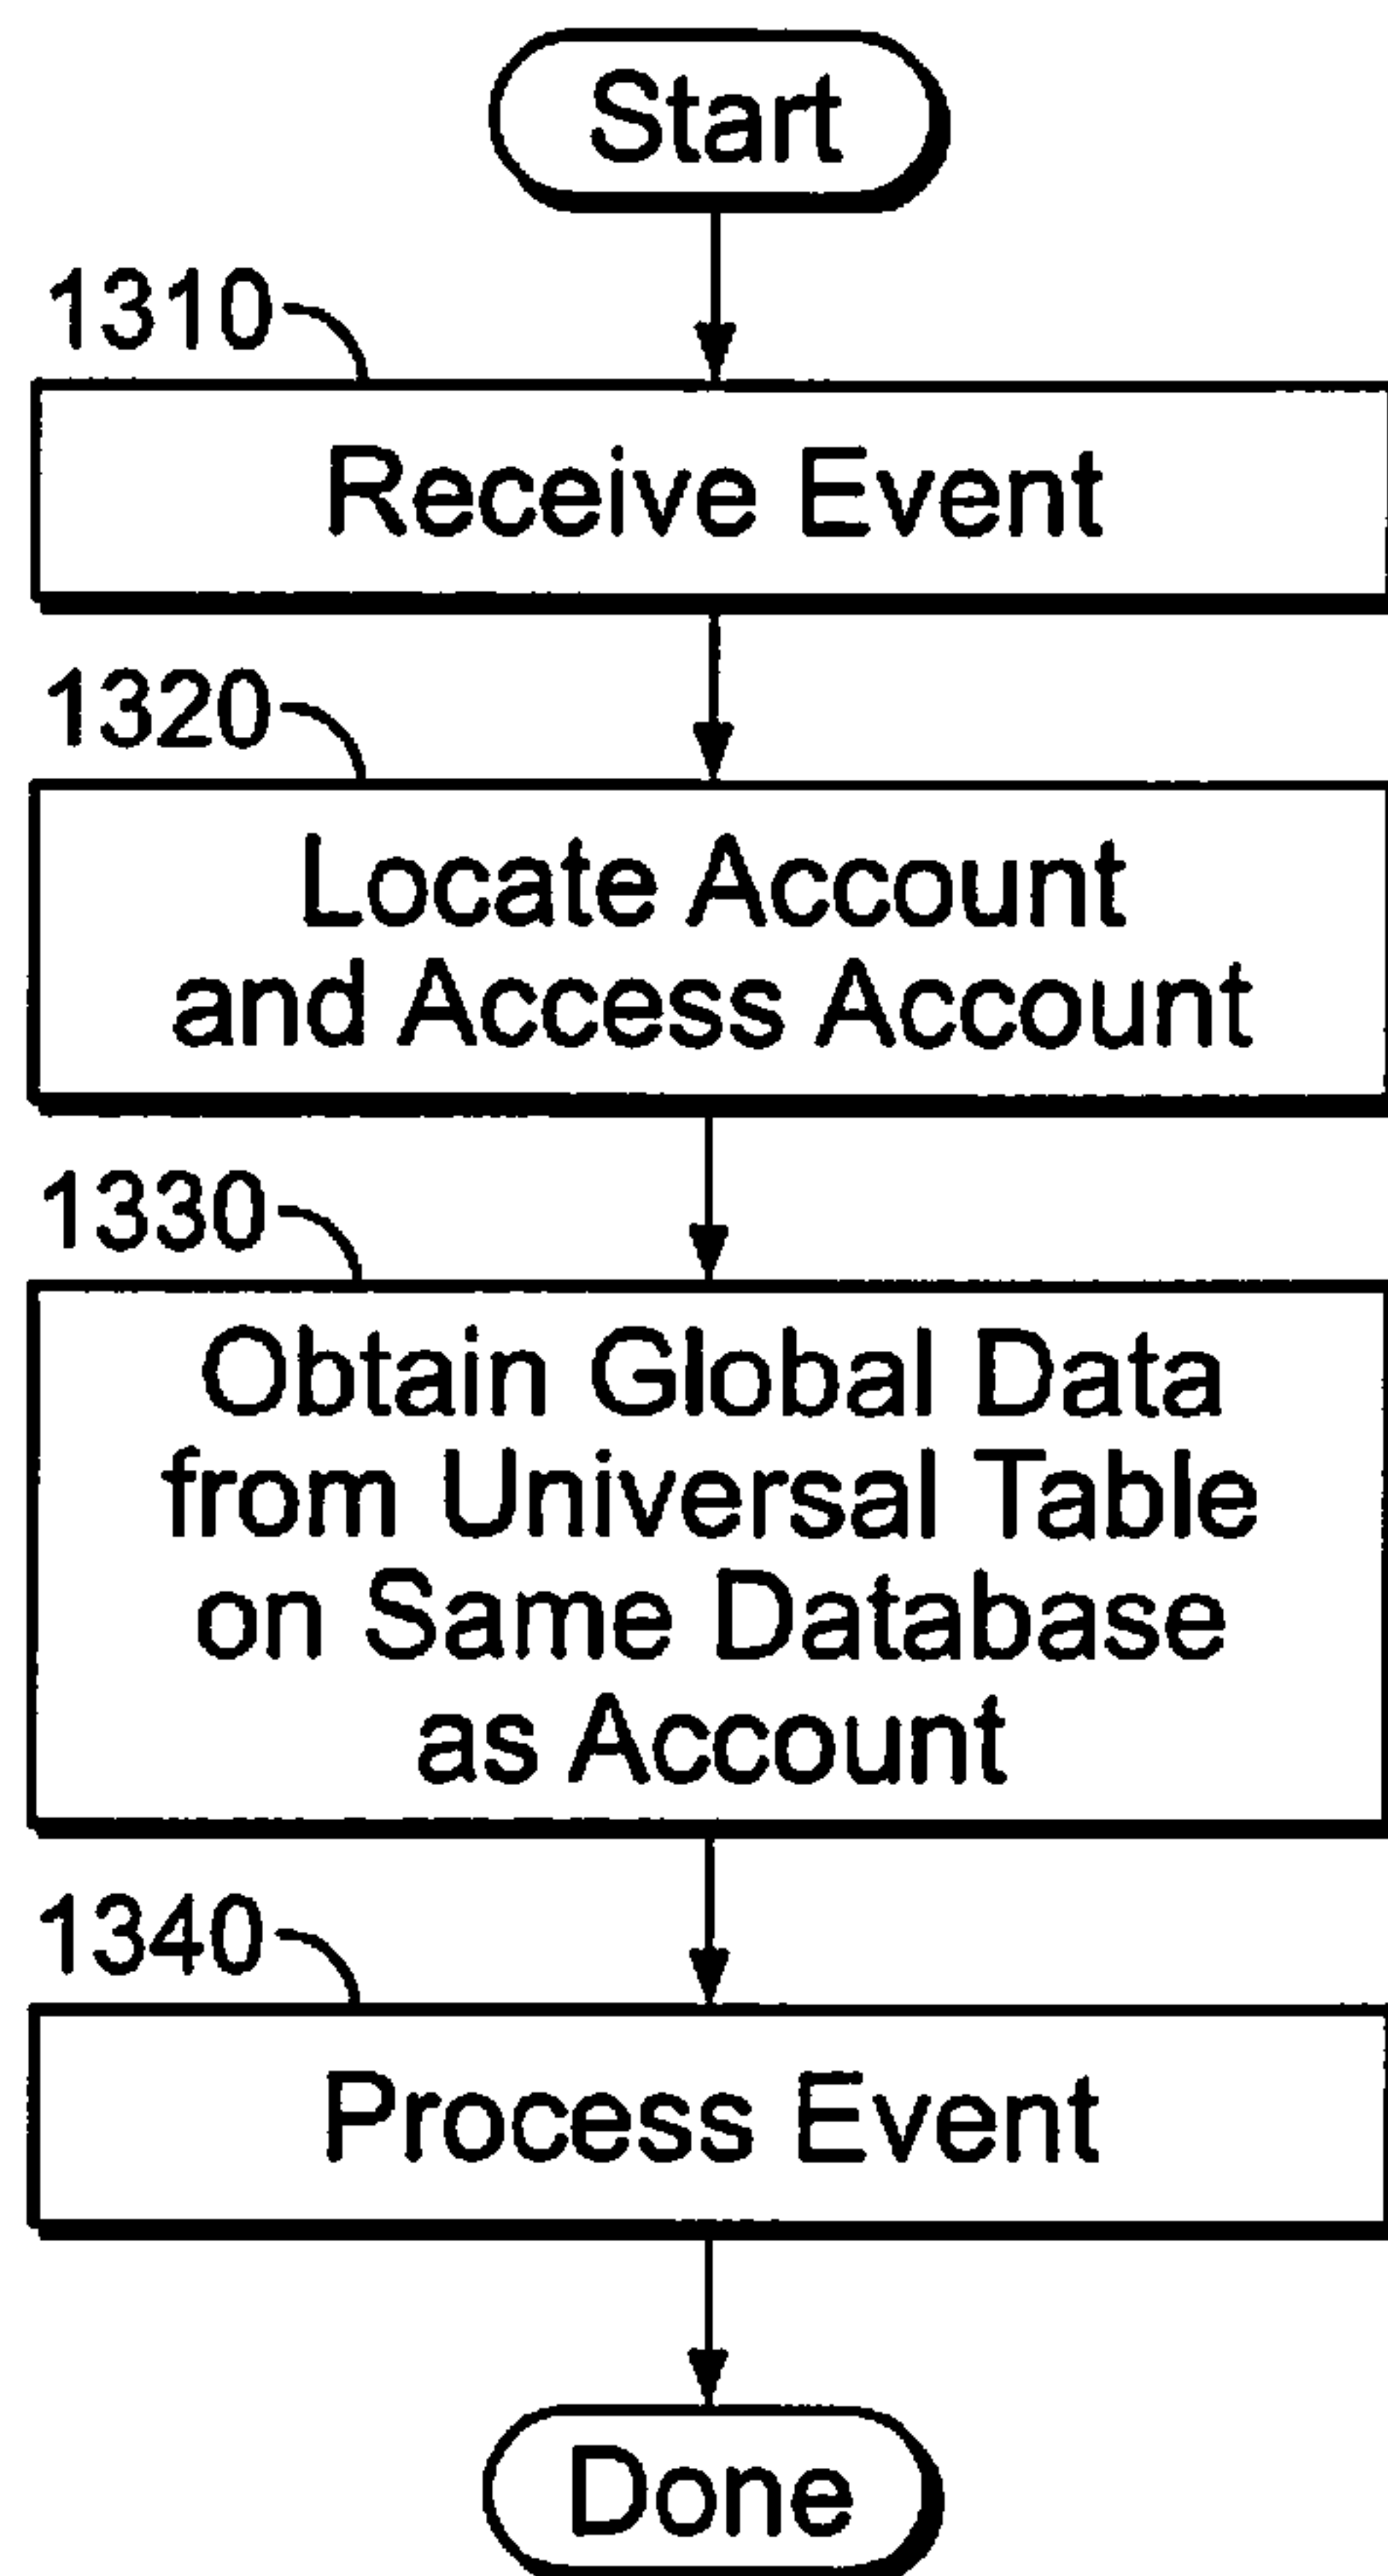 Start
1310
Receive Event
1320
Locate Account
and Access Account
1330
Obtain Global Data
from Universal Table
on Same Database
as Account
1340
Process Event
Done